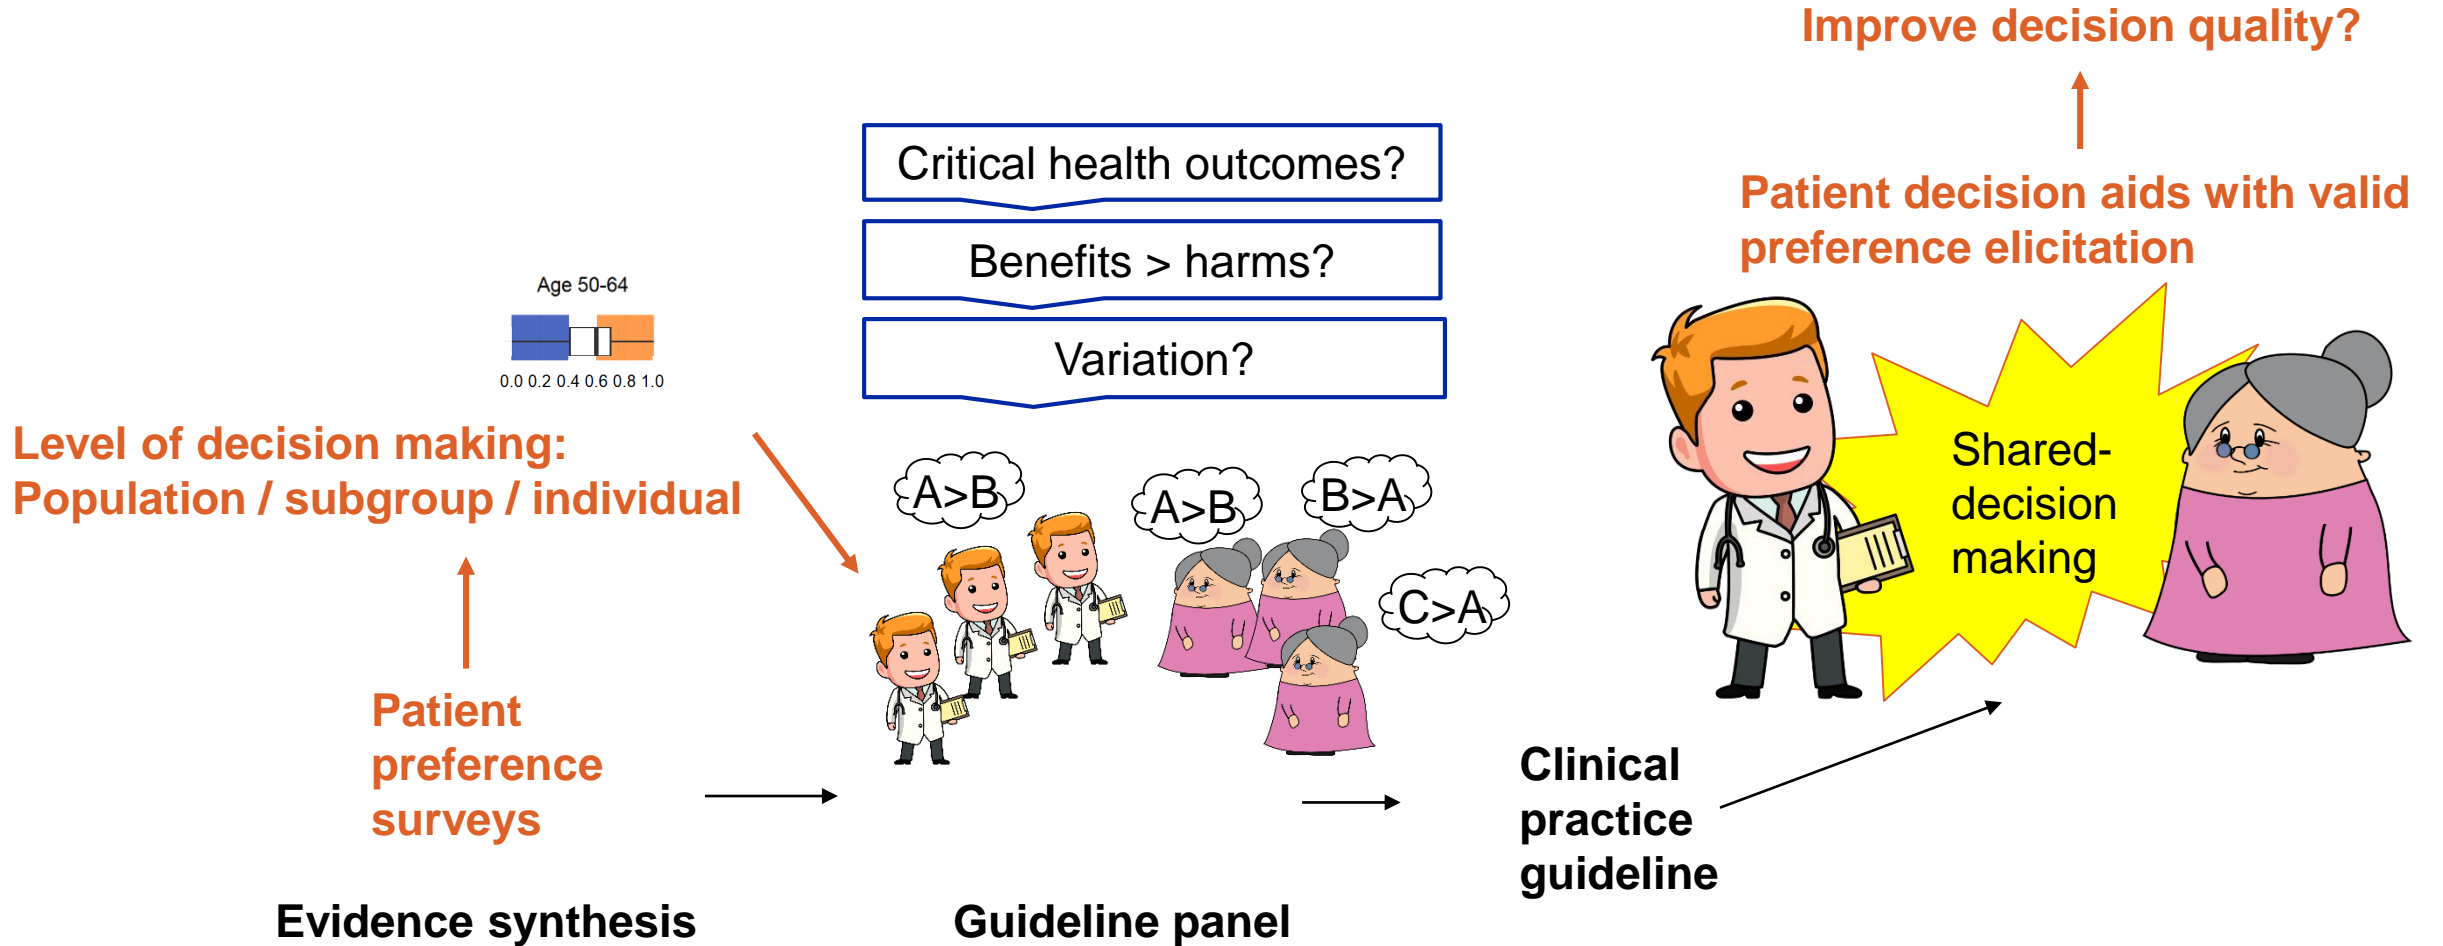 Improve decision quality?
Patient decision aids with valid
preference elicitation
Critical health outcomes?
Benefits > harms?
Variation?
Age 50-64
0.0 0.2 0.4 0.6 0.8 1.0
Level of decision making:
Population / subgroup / individual
A>B
A>B
B>A
C>A
Shared-
decision
making
Patient
preference
surveys
Clinical
practice
guideline
Evidence synthesis
Guideline panel